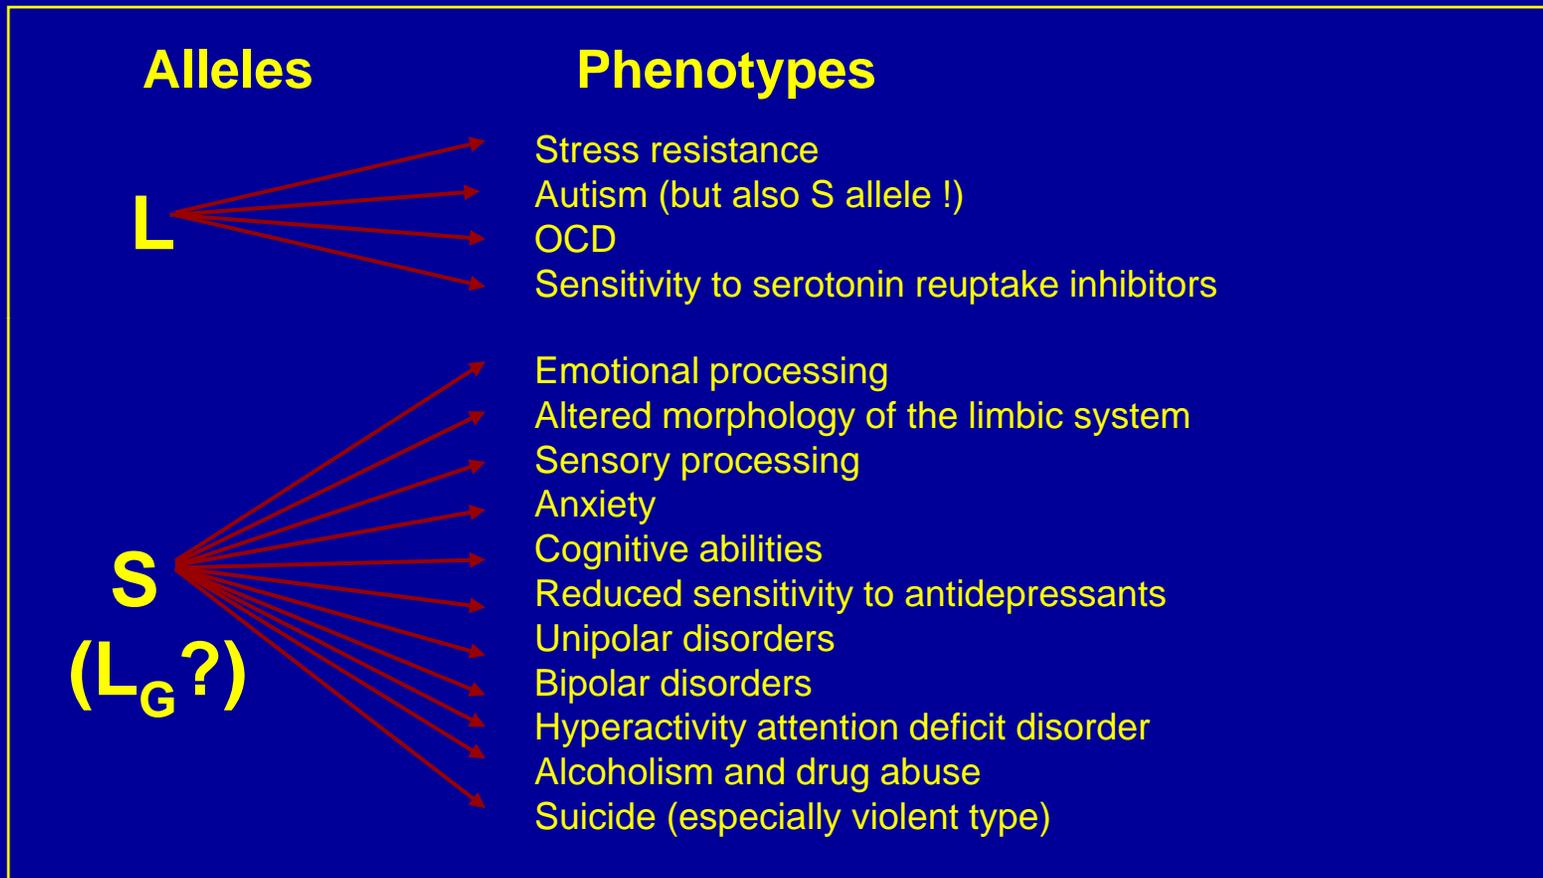 Alleles Phenotypes
L
Stress resistance
Autism (but also S allele !)
OCD
Sensitivity to serotonin reuptake inhibitors
S
(L_G?)
Emotional processing
Altered morphology of the limbic system
Sensory processing
Anxiety
Cognitive abilities
Reduced sensitivity to antidepressants
Unipolar disorders
Bipolar disorders
Hyperactivity attention deficit disorder
Alcoholism and drug abuse
Suicide (especially violent type)